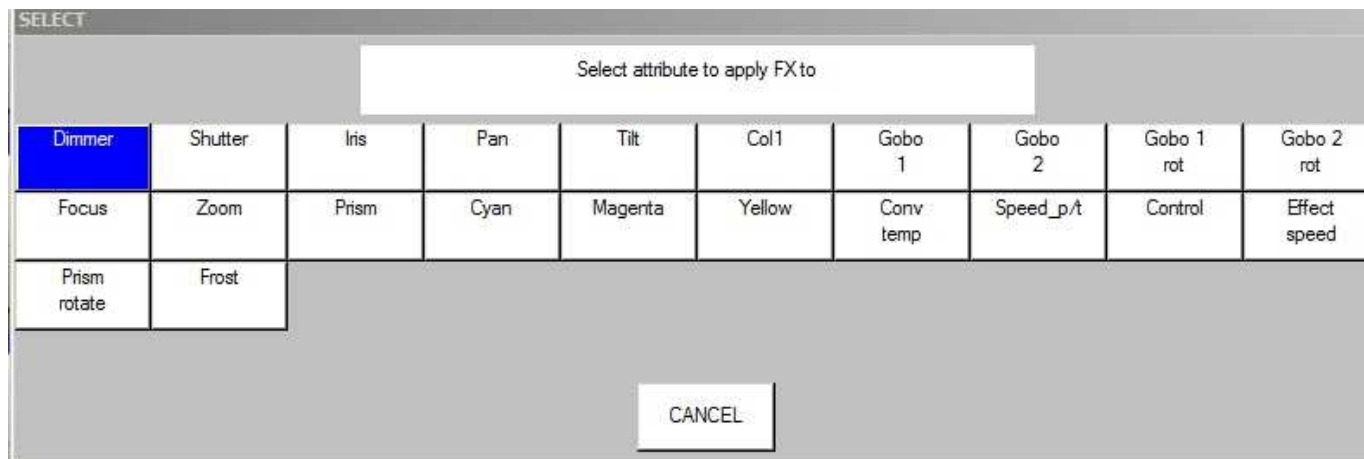 SELECT
Select attribute to apply FX to
Dimmer Shutter Iris Pan Tilt Col1 Gobo 1 Gobo 2 Gobo 1 rot Gobo 2 rot
Focus Zoom Prism Cyan Magenta Yellow Conv temp Speed_p/t Control Effect speed
Prism rotate Frost
CANCEL